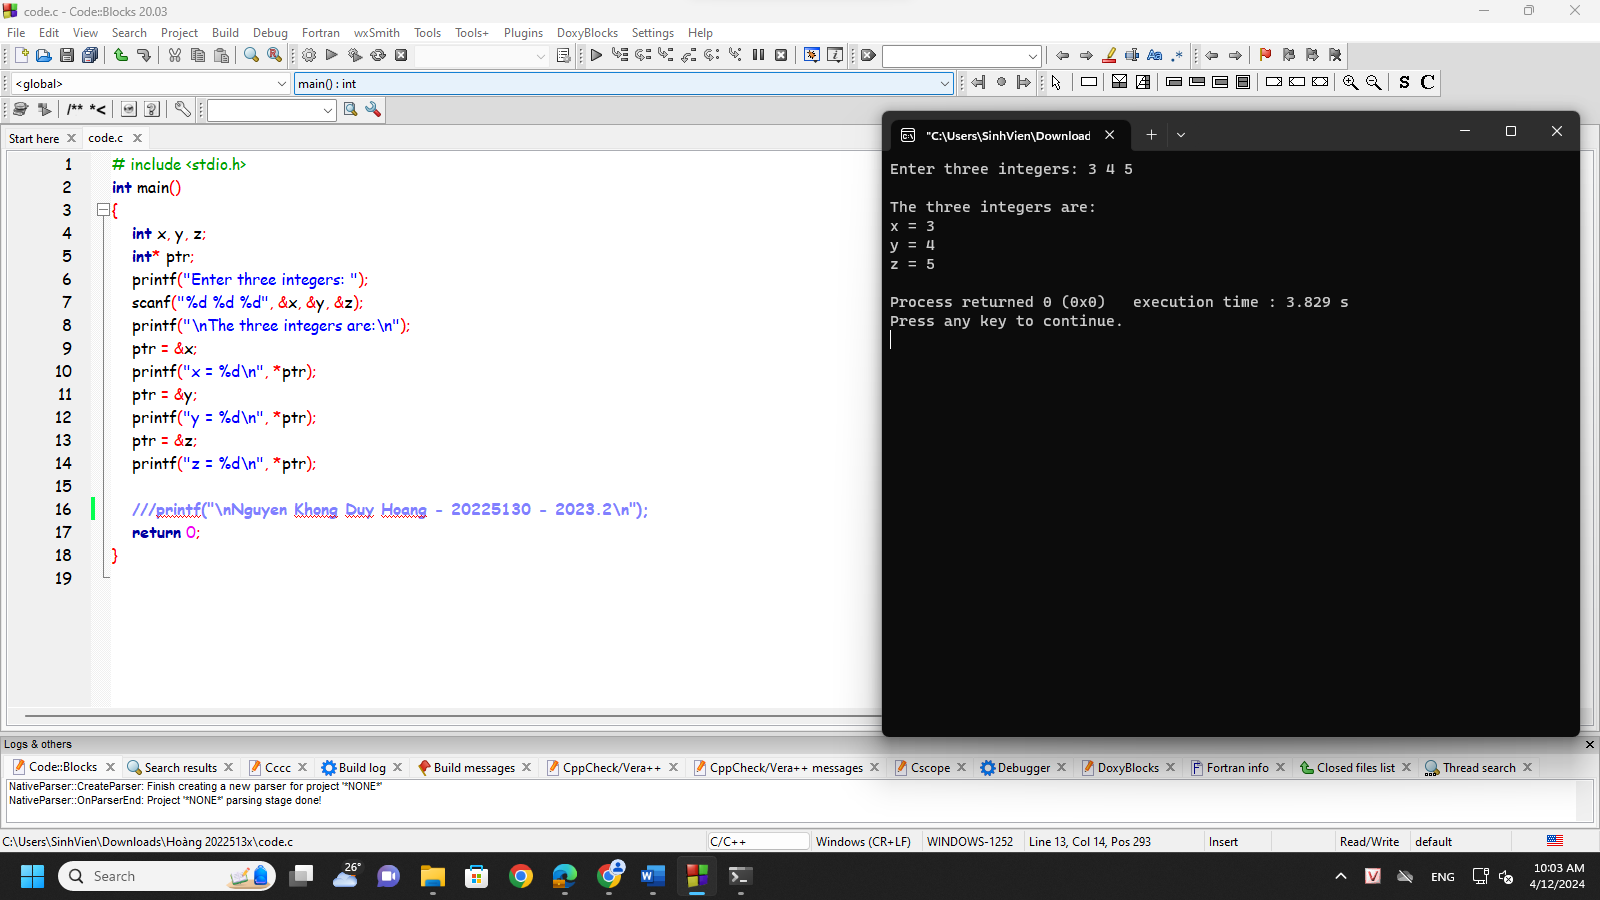 code.c - Code::Blocks 20.03
File Edit View Search Project Build Debug Fortran wxSmith Tools Tools+ Plugins DoxyBlocks Settings Help
<global> main() : int
/** *< S C
Start here code.c
1 # include <stdio.h>
2 int main()
3 {
4 int x, y, z;
5 int* ptr;
6 printf("Enter three integers: ");
7 scanf("%d %d %d", &x, &y, &z);
8 printf("\nThe three integers are:\n");
9 ptr = &x;
10 printf("x = %d\n", *ptr);
11 ptr = &y;
12 printf("y = %d\n", *ptr);
13 ptr = &z;
14 printf("z = %d\n", *ptr);
15
16 ///printf("\nNguyen Khong Duy Hoang - 20225130 - 2023.2\n");
17 return 0;
18 }
19
"C:\Users\SinhVien\Download
Enter three integers: 3 4 5
The three integers are:
x = 3
y = 4
z = 5
Process returned 0 (0x0) execution time : 3.829 s
Press any key to continue.
Logs & others
Code::Blocks Search results Cccc Build log Build messages CppCheck/Vera++ CppCheck/Vera++ messages Cscope Debugger DoxyBlocks Fortran info Closed files list Thread search
NativeParser::CreateParser: Finish creating a new parser for project '*NONE*'
NativeParser::OnParserEnd: Project '*NONE*' parsing stage done!
C:\Users\SinhVien\Downloads\Hoàng 2022513x\code.c C/C++ Windows (CR+LF) WINDOWS-1252 Line 13, Col 14, Pos 293 Insert Read/Write default
Search 26° ENG 10:03 AM
4/12/2024